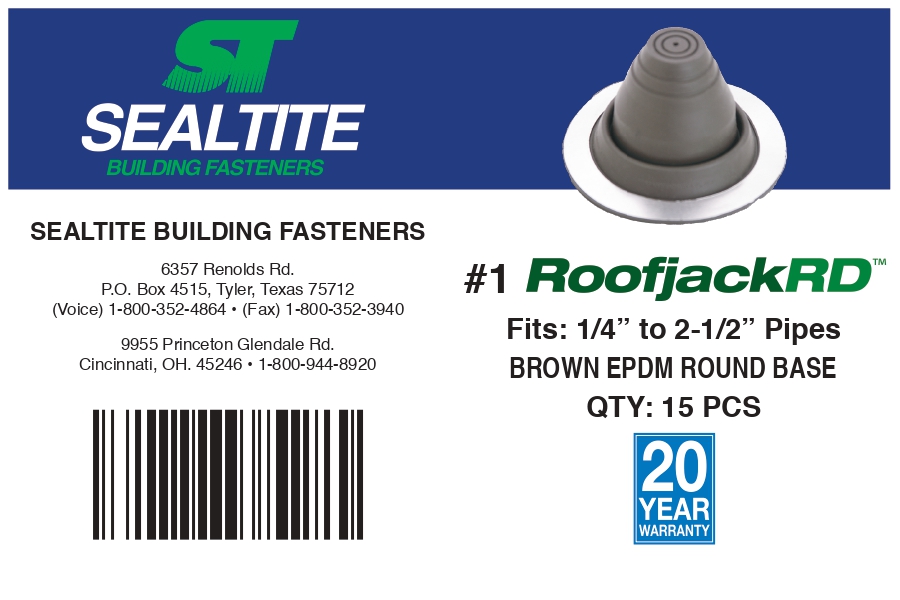 ST
SEALTITE
BUILDING FASTENERS
SEALTITE BUILDING FASTENERS
6357 Renolds Rd.
P.O. Box 4515, Tyler, Texas 75712
(Voice) 1-800-352-4864 • (Fax) 1-800-352-3940
9955 Princeton Glendale Rd.
Cincinnati, OH. 45246 • 1-800-944-8920
#1 RoofjackRD™
Fits: 1/4” to 2-1/2” Pipes
BROWN EPDM ROUND BASE
QTY: 15 PCS
20
YEAR
WARRANTY